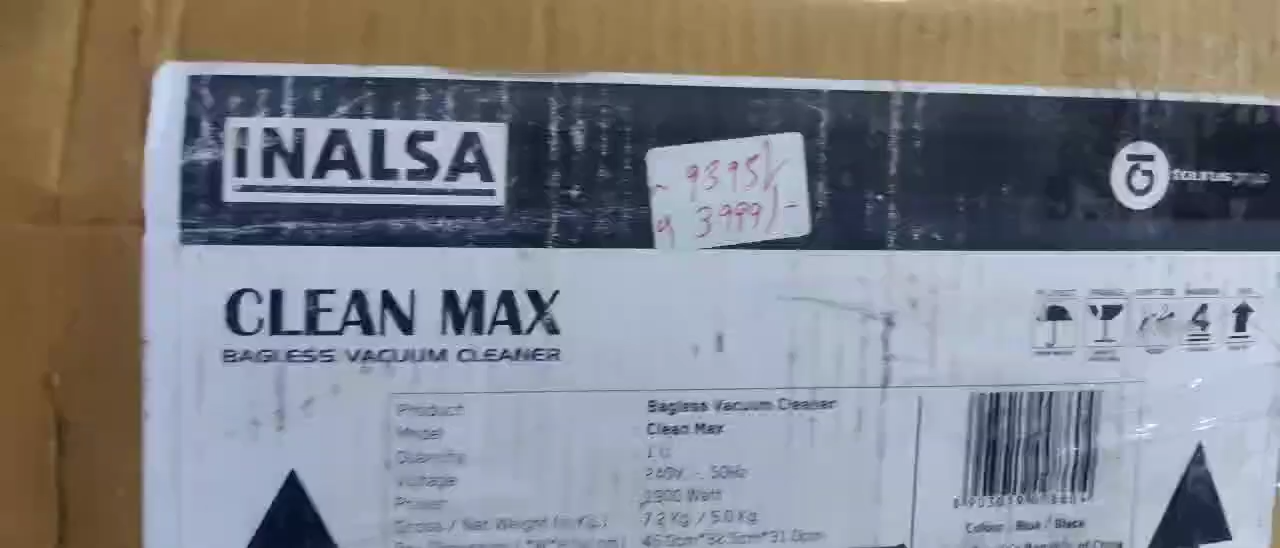 INALSA
9395/-
3999/-
taurusgroup
CLEAN MAX
BAGLESS VACUUM CLEANER
Product Bagless Vacuum Cleaner
Model Clean Max
Quantity 1 U
Voltage 240V ~ 50Hz
Power Watt
Gross / Net Weight (in KG.) 7.2 Kg / 5.0 Kg
Colour : Blue / Black